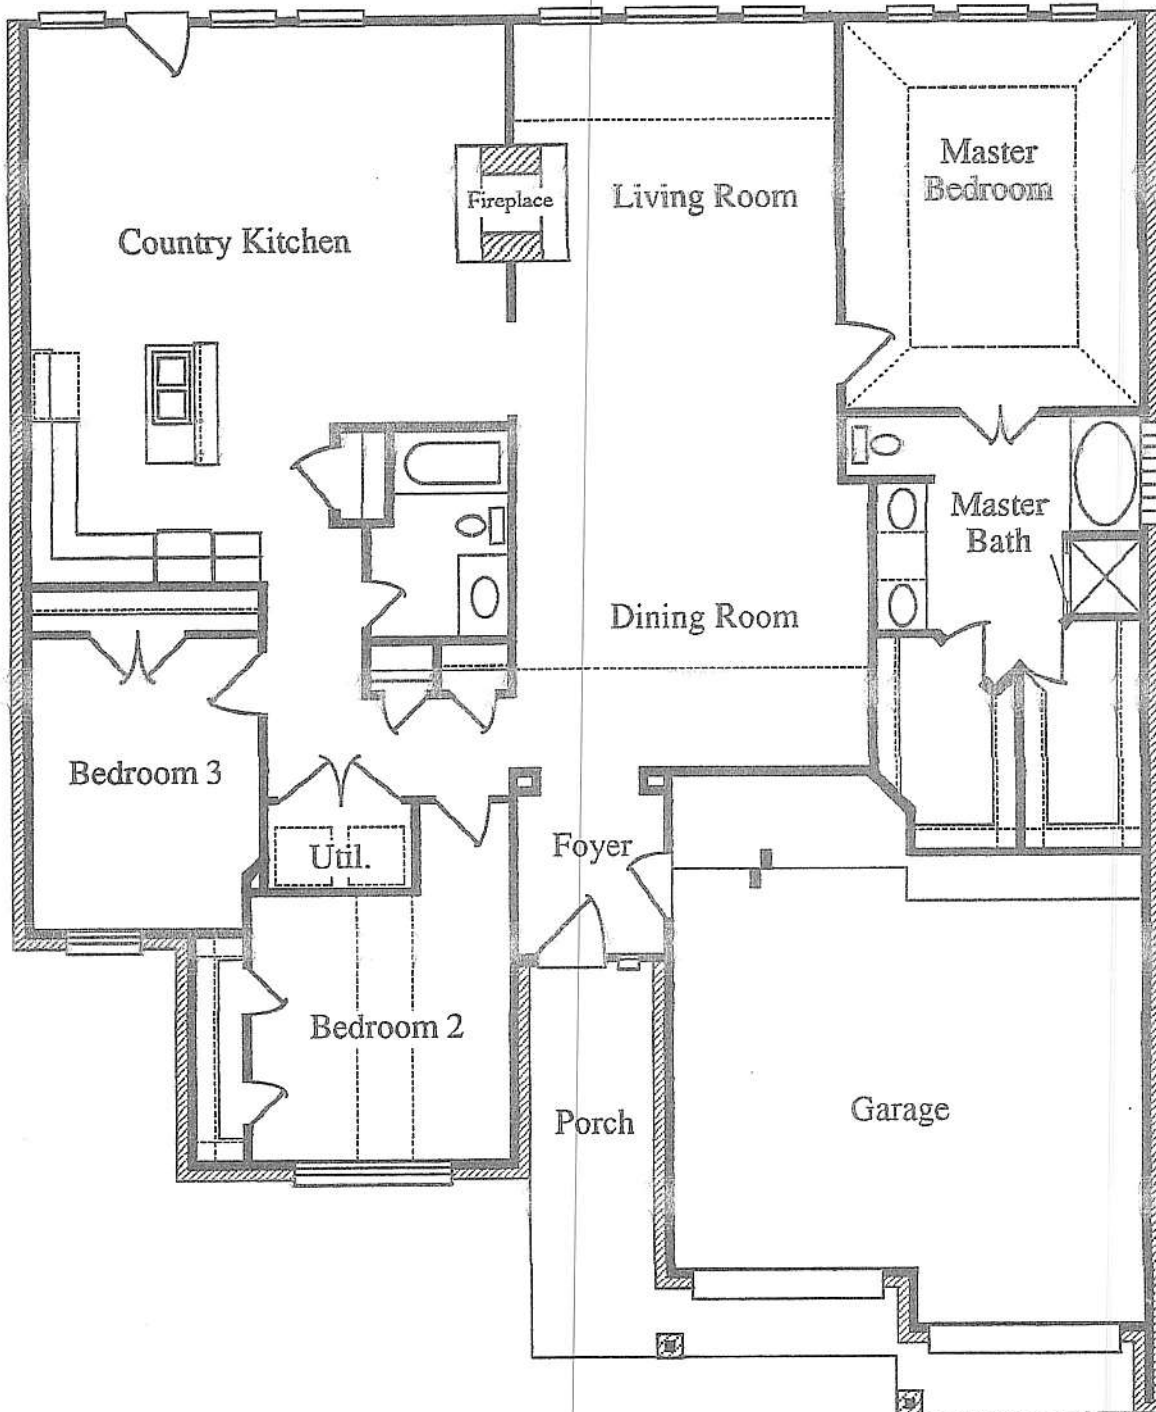 Master
Bedroom
Living Room
Fireplace
Country Kitchen
Master
Bath
Dining Room
Bedroom 3
Util.
Foyer
Bedroom 2
Porch
Garage